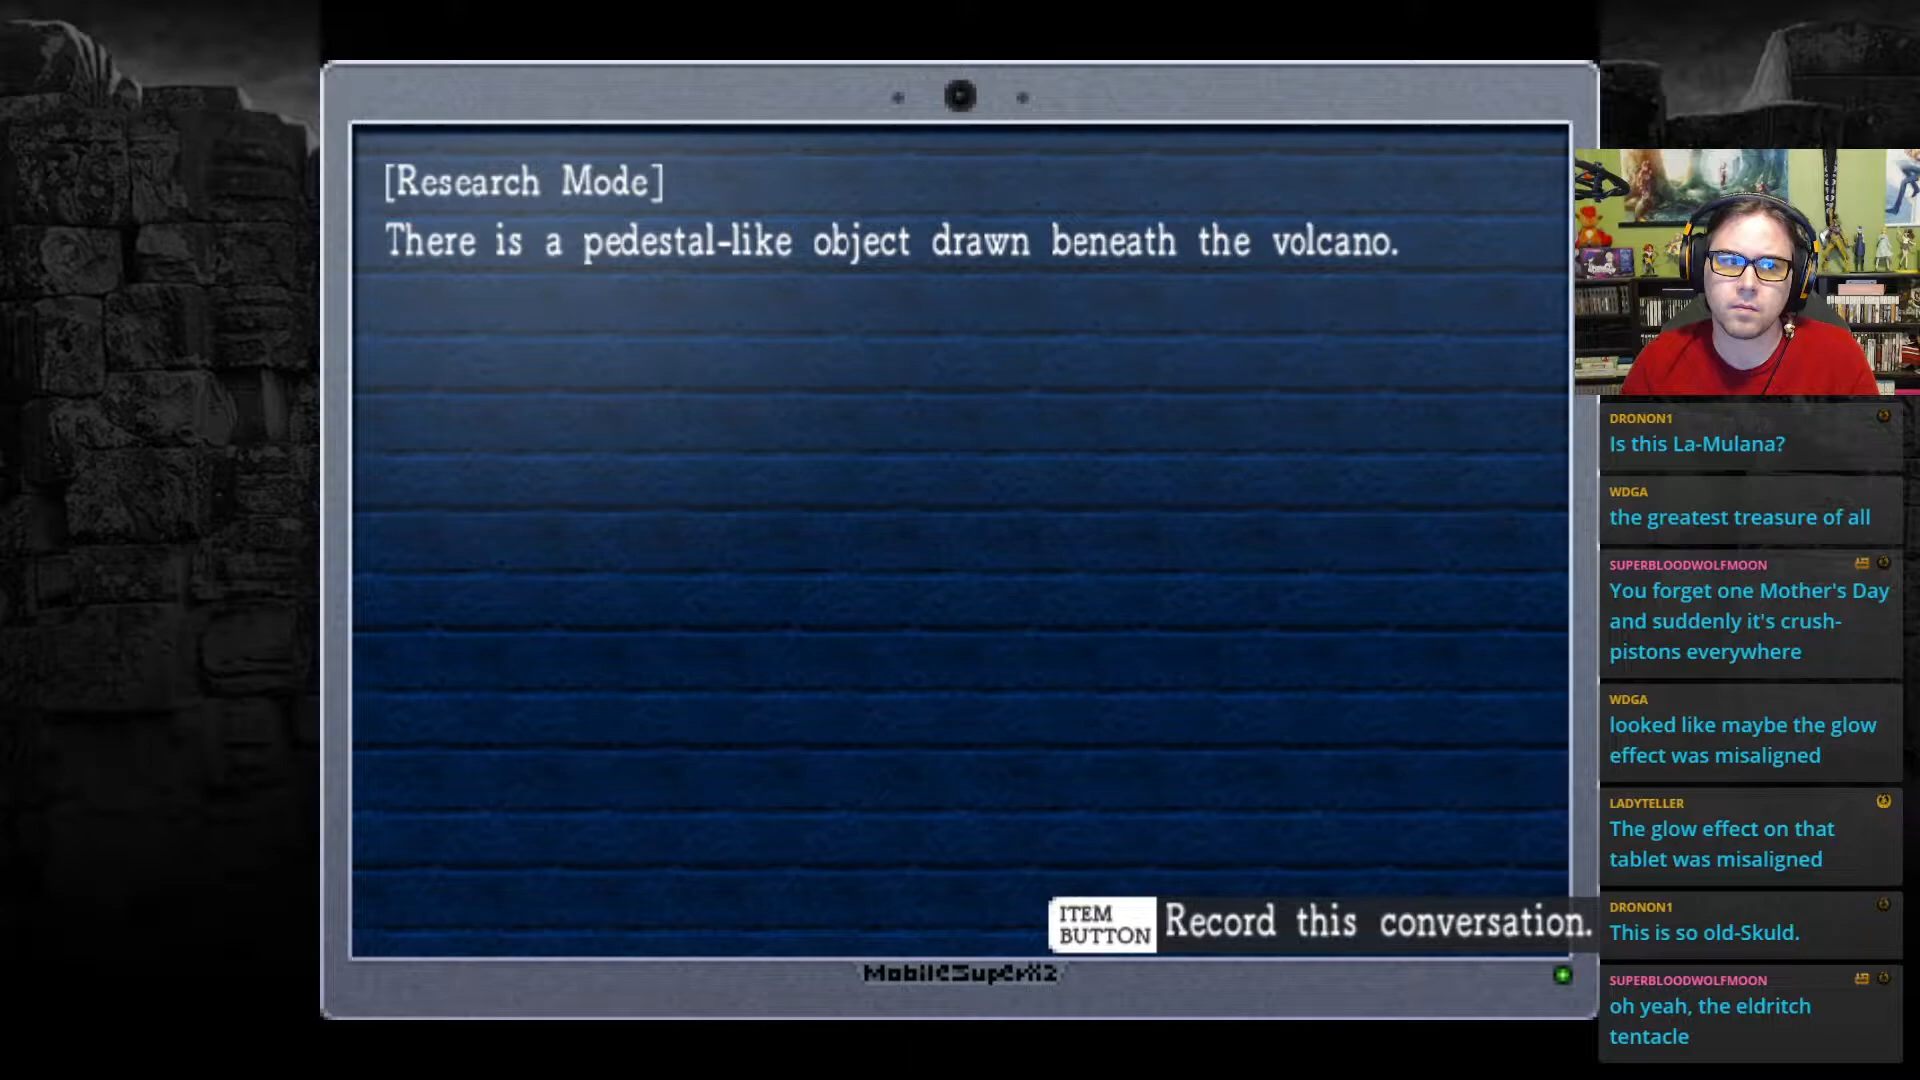 [Research Mode]
There is a pedestal-like object drawn beneath the volcano.
ITEM
BUTTON
Record this conversation.
MobileSuperX2
DRONON1
Is this La-Mulana?
WDGA
the greatest treasure of all
SUPERBLOODWOLFMOON
You forget one Mother's Day
and suddenly it's crush-
pistons everywhere
WDGA
looked like maybe the glow
effect was misaligned
LADYTELLER
The glow effect on that
tablet was misaligned
DRONON1
This is so old-Skuld.
SUPERBLOODWOLFMOON
oh yeah, the eldritch
tentacle